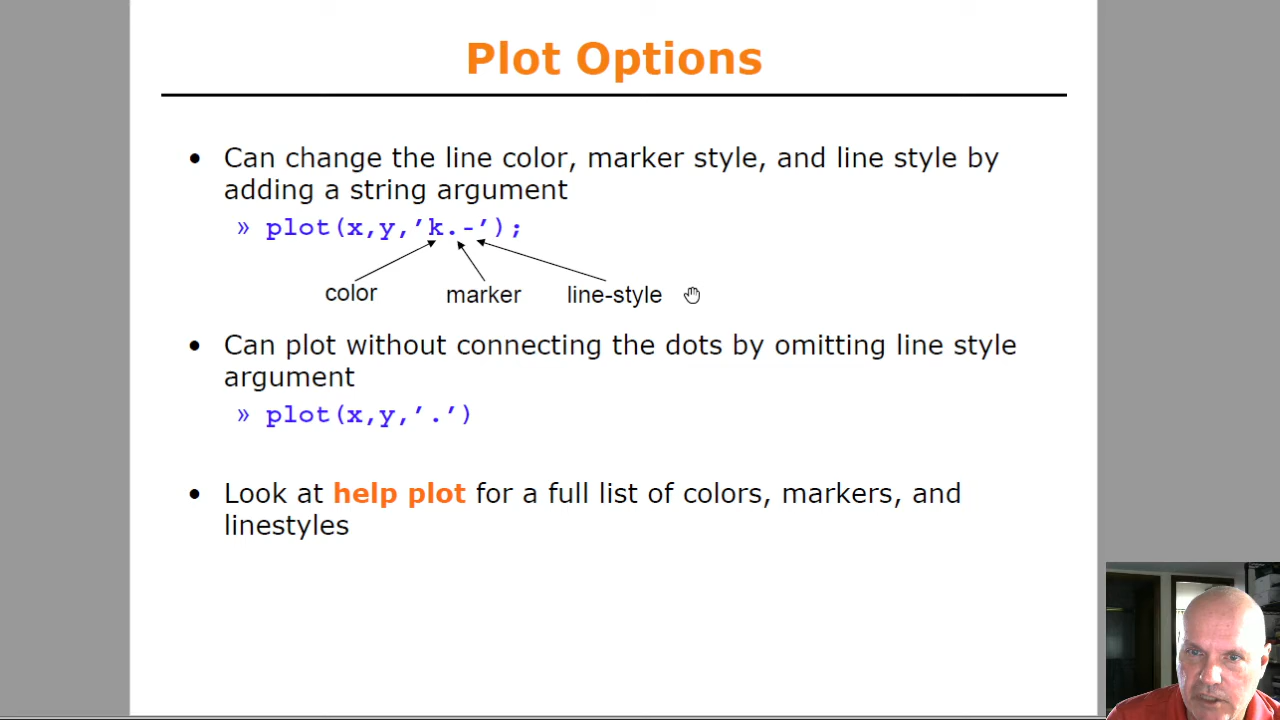 Plot Options
• Can change the line color, marker style, and line style by
adding a string argument
» plot(x,y,’k.-’);
color marker line-style
• Can plot without connecting the dots by omitting line style
argument
» plot(x,y,’.’)
• Look at help plot for a full list of colors, markers, and
linestyles